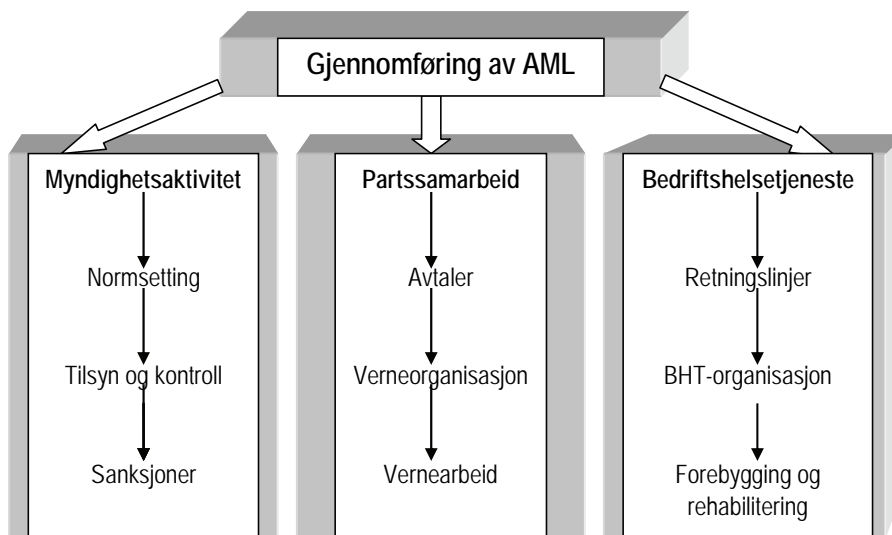 Gjennomføring av AML
Myndighetsaktivitet
Normsetting
Tilsyn og kontroll
Sanksjoner
Partssamarbeid
Avtaler
Verneorganisasjon
Vernearbeid
Bedriftshelsetjeneste
Retningslinjer
BHT-organisasjon
Forebygging og
rehabilitering